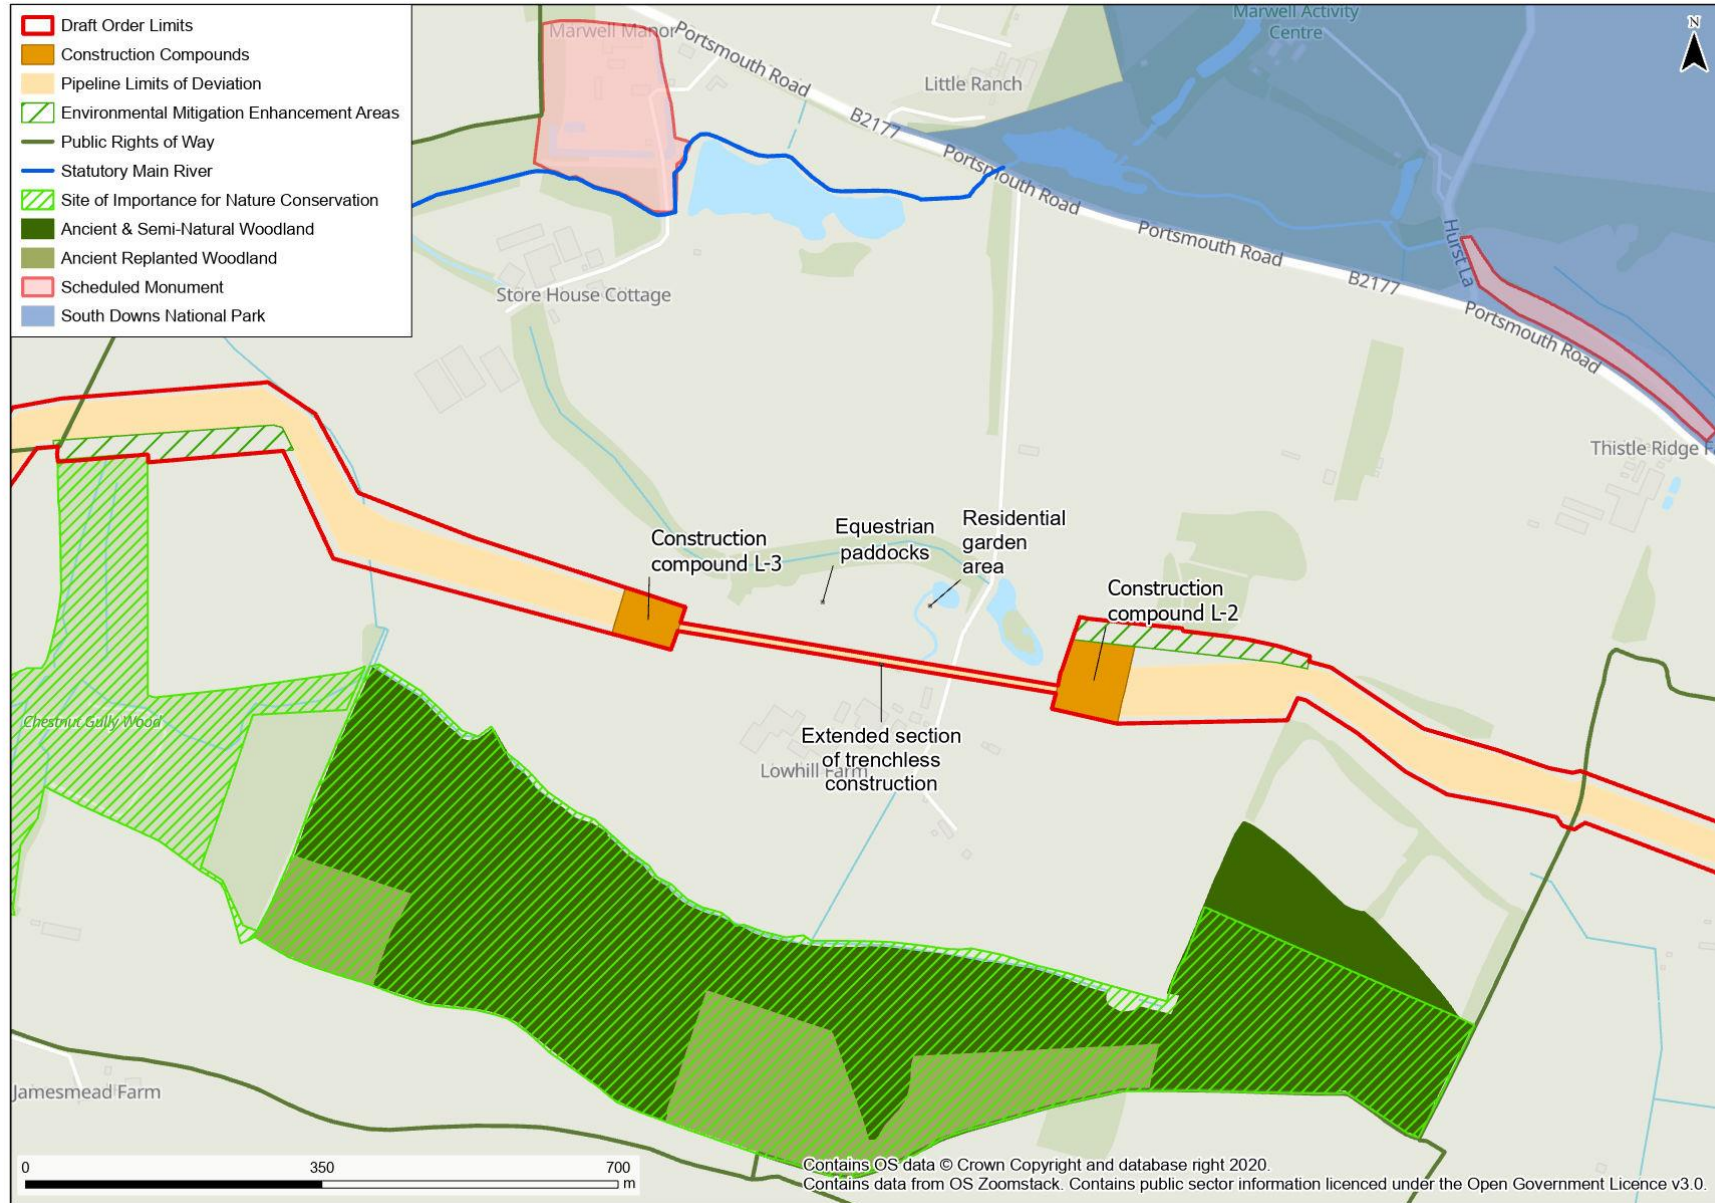 Draft Order Limits
Construction Compounds
Pipeline Limits of Deviation
Environmental Mitigation Enhancement Areas
Public Rights of Way
Statutory Main River
Site of Importance for Nature Conservation
Ancient & Semi-Natural Woodland
Ancient Replanted Woodland
Scheduled Monument
South Downs National Park
Marwell Manor
Portsmouth Road
Little Ranch
Marwell Activity
Centre
N
B2177
Portsmouth Road
Portsmouth Road
B2177
Hurst La
Portsmouth Road
Store House Cottage
Thistle Ridge F
Construction
compound L-3
Equestrian
paddocks
Residential
garden
area
Construction
compound L-2
Chestnut Gully Wood
Extended section
of trenchless
construction
Lowhill Farm
Jamesmead Farm
0 350 700
m
Contains OS data © Crown Copyright and database right 2020.
Contains data from OS Zoomstack. Contains public sector information licenced under the Open Government Licence v3.0.